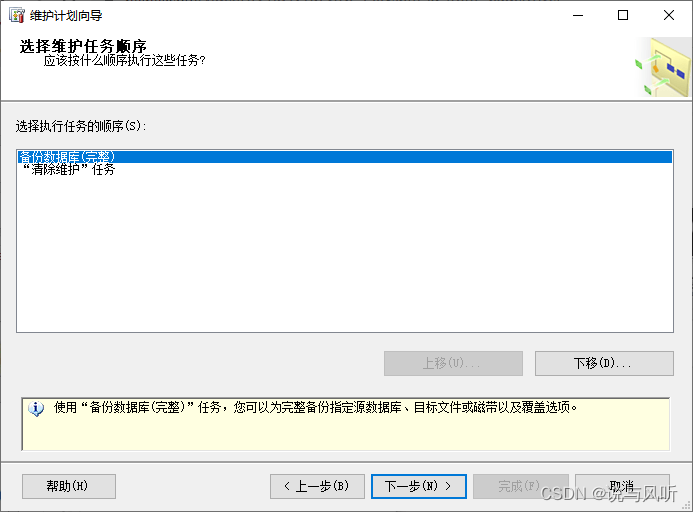 维护计划向导
选择维护任务顺序
应该按什么顺序执行这些任务?
选择执行任务的顺序(S):
备份数据库(完整)
“清除维护”任务
上移(U)...
下移(D)...
使用“备份数据库(完整)”任务，您可以为完整备份指定源数据库、目标文件或磁带以及覆盖选项。
帮助(H)
< 上一步(B)
下一步(N) >
完成(F)
取消
CSDN @说与风听